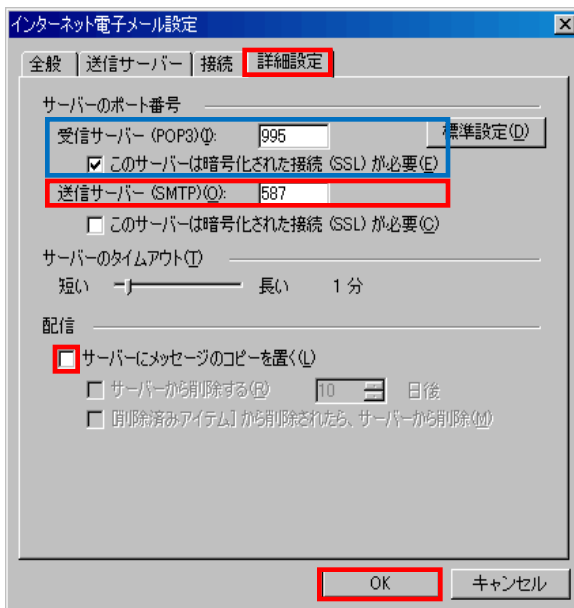 インターネット電子メール設定
全般 送信サーバー 接続 詳細設定
サーバーのポート番号
受信サーバー (POP3)(I): 995 標準設定(D)
このサーバーは暗号化された接続 (SSL) が必要(E)
送信サーバー (SMTP)(O): 587
このサーバーは暗号化された接続 (SSL) が必要(C)
サーバーのタイムアウト(T)
短い 長い 1 分
配信
サーバーにメッセージのコピーを置く(L)
サーバーから削除する(R) 10 日後
[削除済みアイテム] から削除されたら、サーバーから削除(M)
OK キャンセル